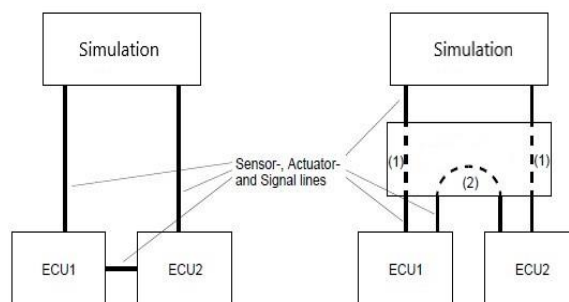 Simulation
Simulation
(1)
(1)
Sensor-, Actuator-
and Signal lines
(2)
ECU1
ECU2
ECU1
ECU2